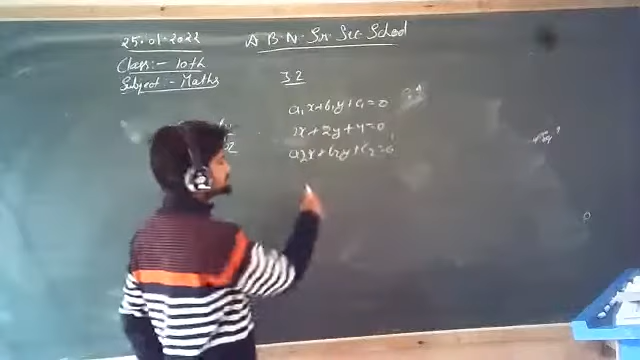 25.01.2022
A B N. Sr. Sec. School
Class:- 10th
Subject:- Maths
3.2
a₁x+b₁y+c₁=0
2x+2y+4=0
a2x+b2y+c2=0